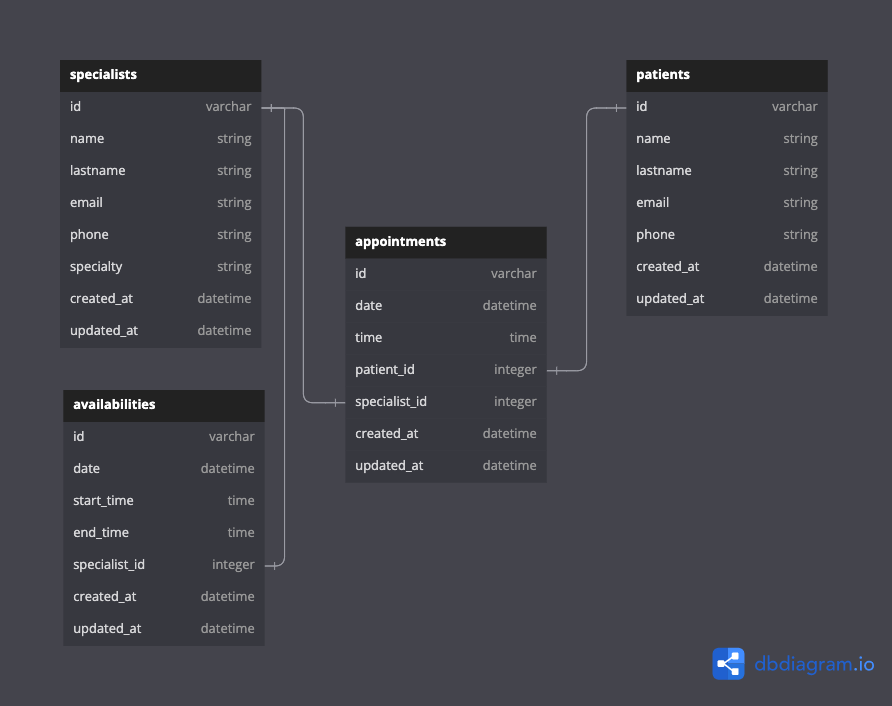 specialists
id varchar
name string
lastname string
email string
phone string
specialty string
created_at datetime
updated_at datetime
patients
id varchar
name string
lastname string
email string
phone string
created_at datetime
updated_at datetime
appointments
id varchar
date datetime
time time
patient_id integer
specialist_id integer
created_at datetime
updated_at datetime
availabilities
id varchar
date datetime
start_time time
end_time time
specialist_id integer
created_at datetime
updated_at datetime
dbdiagram.io